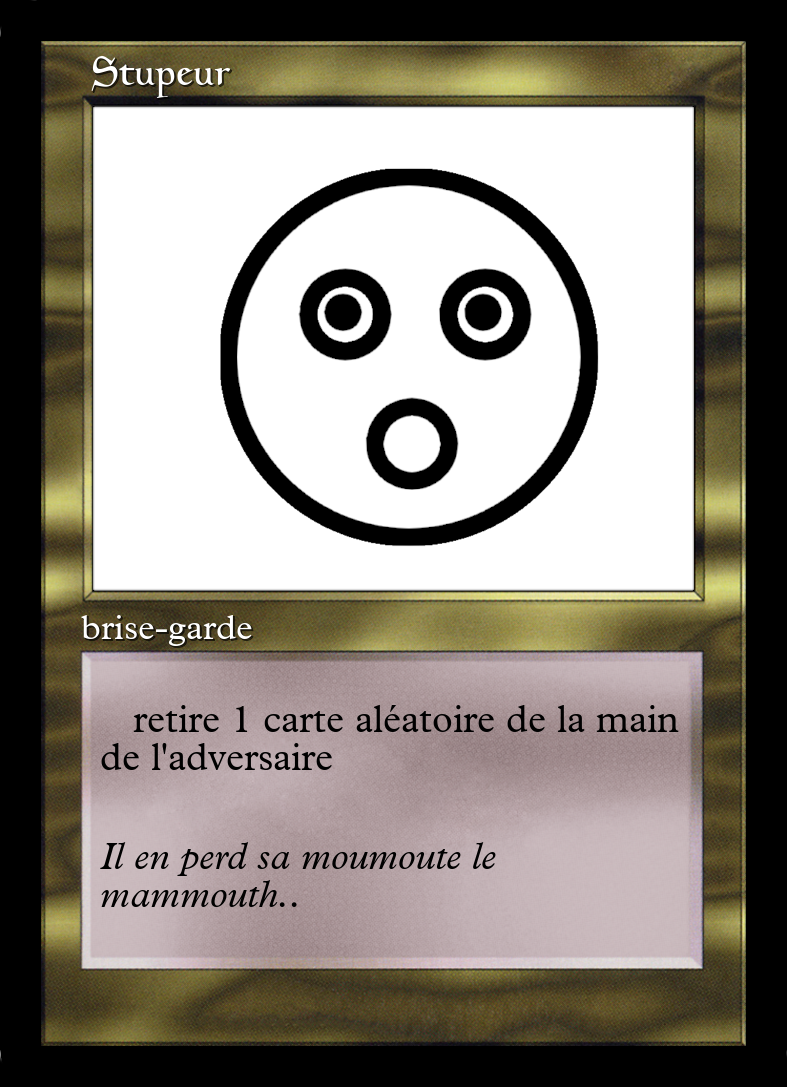 Stupeur
brise-garde
retire 1 carte aléatoire de la main
de l'adversaire
Il en perd sa moumoute le
mammouth..